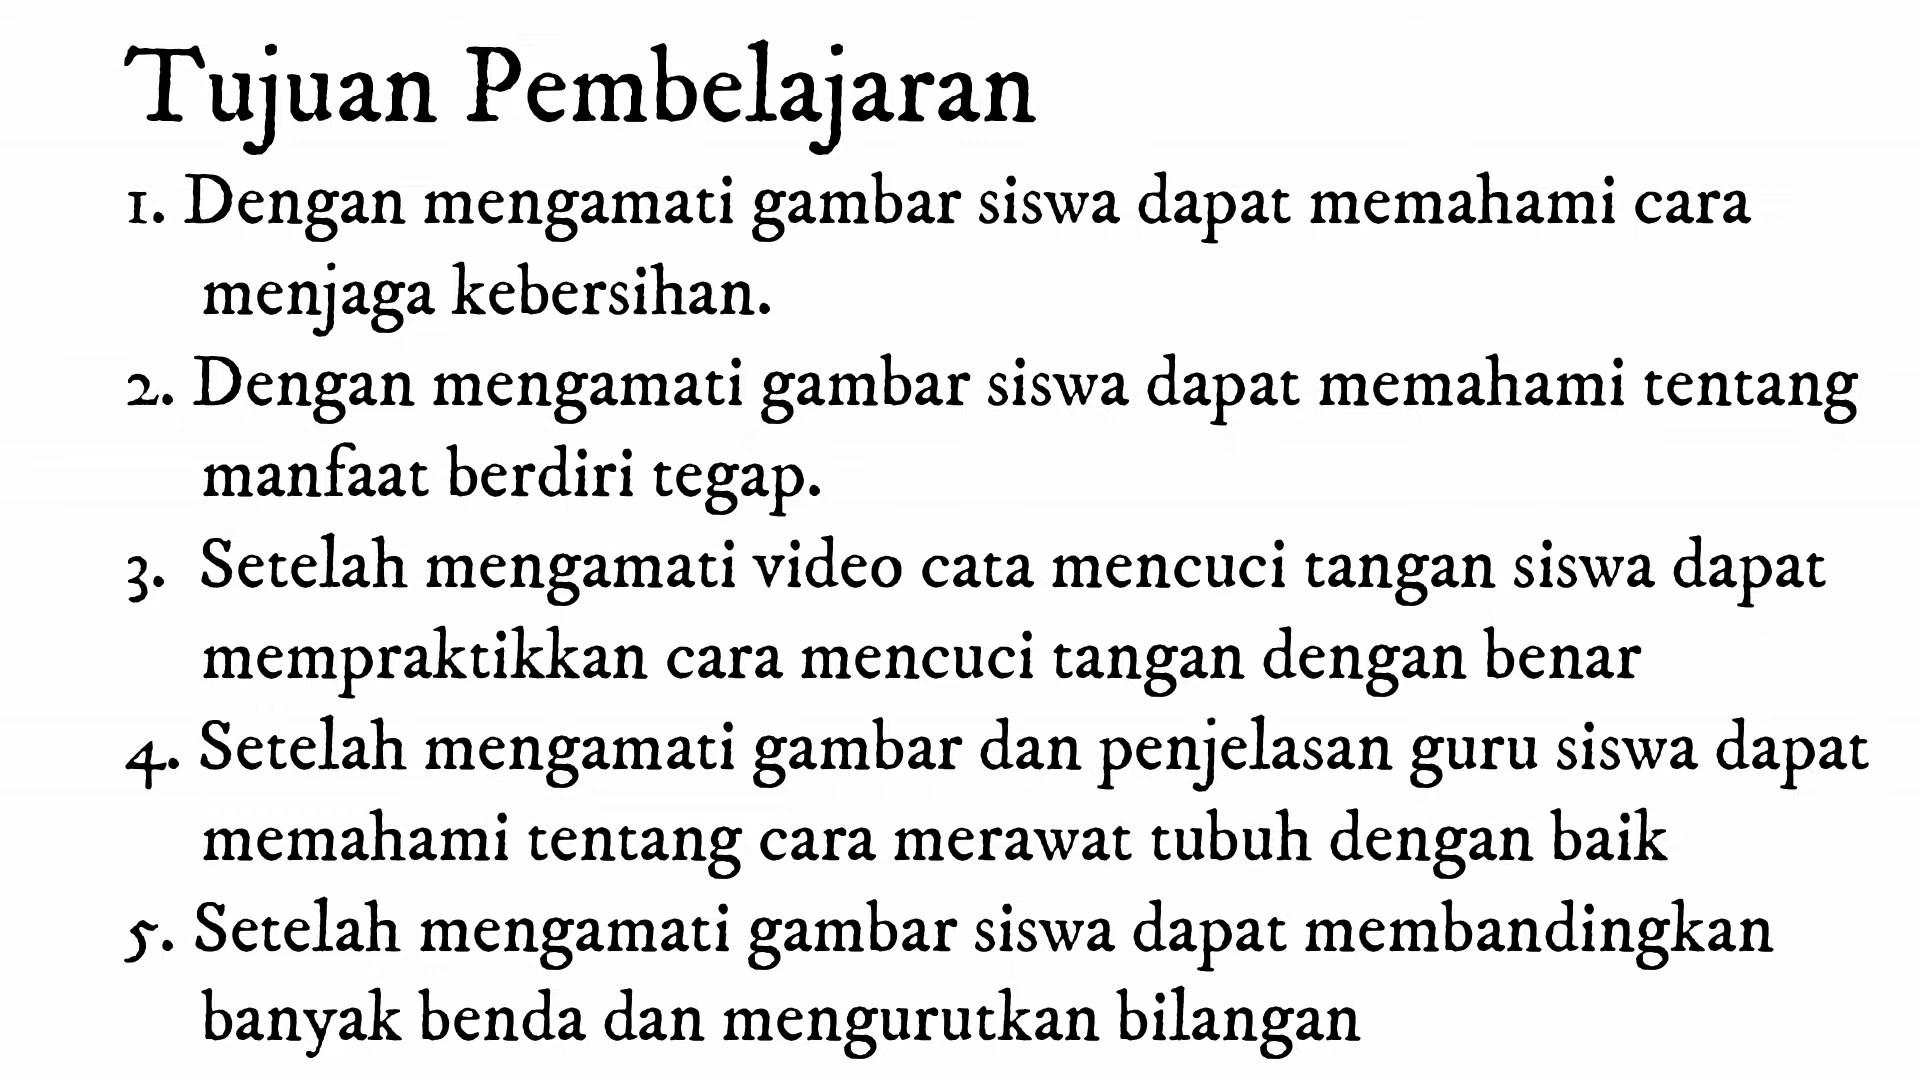 Tujuan Pembelajaran
1. Dengan mengamati gambar siswa dapat memahami cara
menjaga kebersihan.
2. Dengan mengamati gambar siswa dapat memahami tentang
manfaat berdiri tegap.
3. Setelah mengamati video cata mencuci tangan siswa dapat
mempraktikkan cara mencuci tangan dengan benar
4. Setelah mengamati gambar dan penjelasan guru siswa dapat
memahami tentang cara merawat tubuh dengan baik
5. Setelah mengamati gambar siswa dapat membandingkan
banyak benda dan mengurutkan bilangan